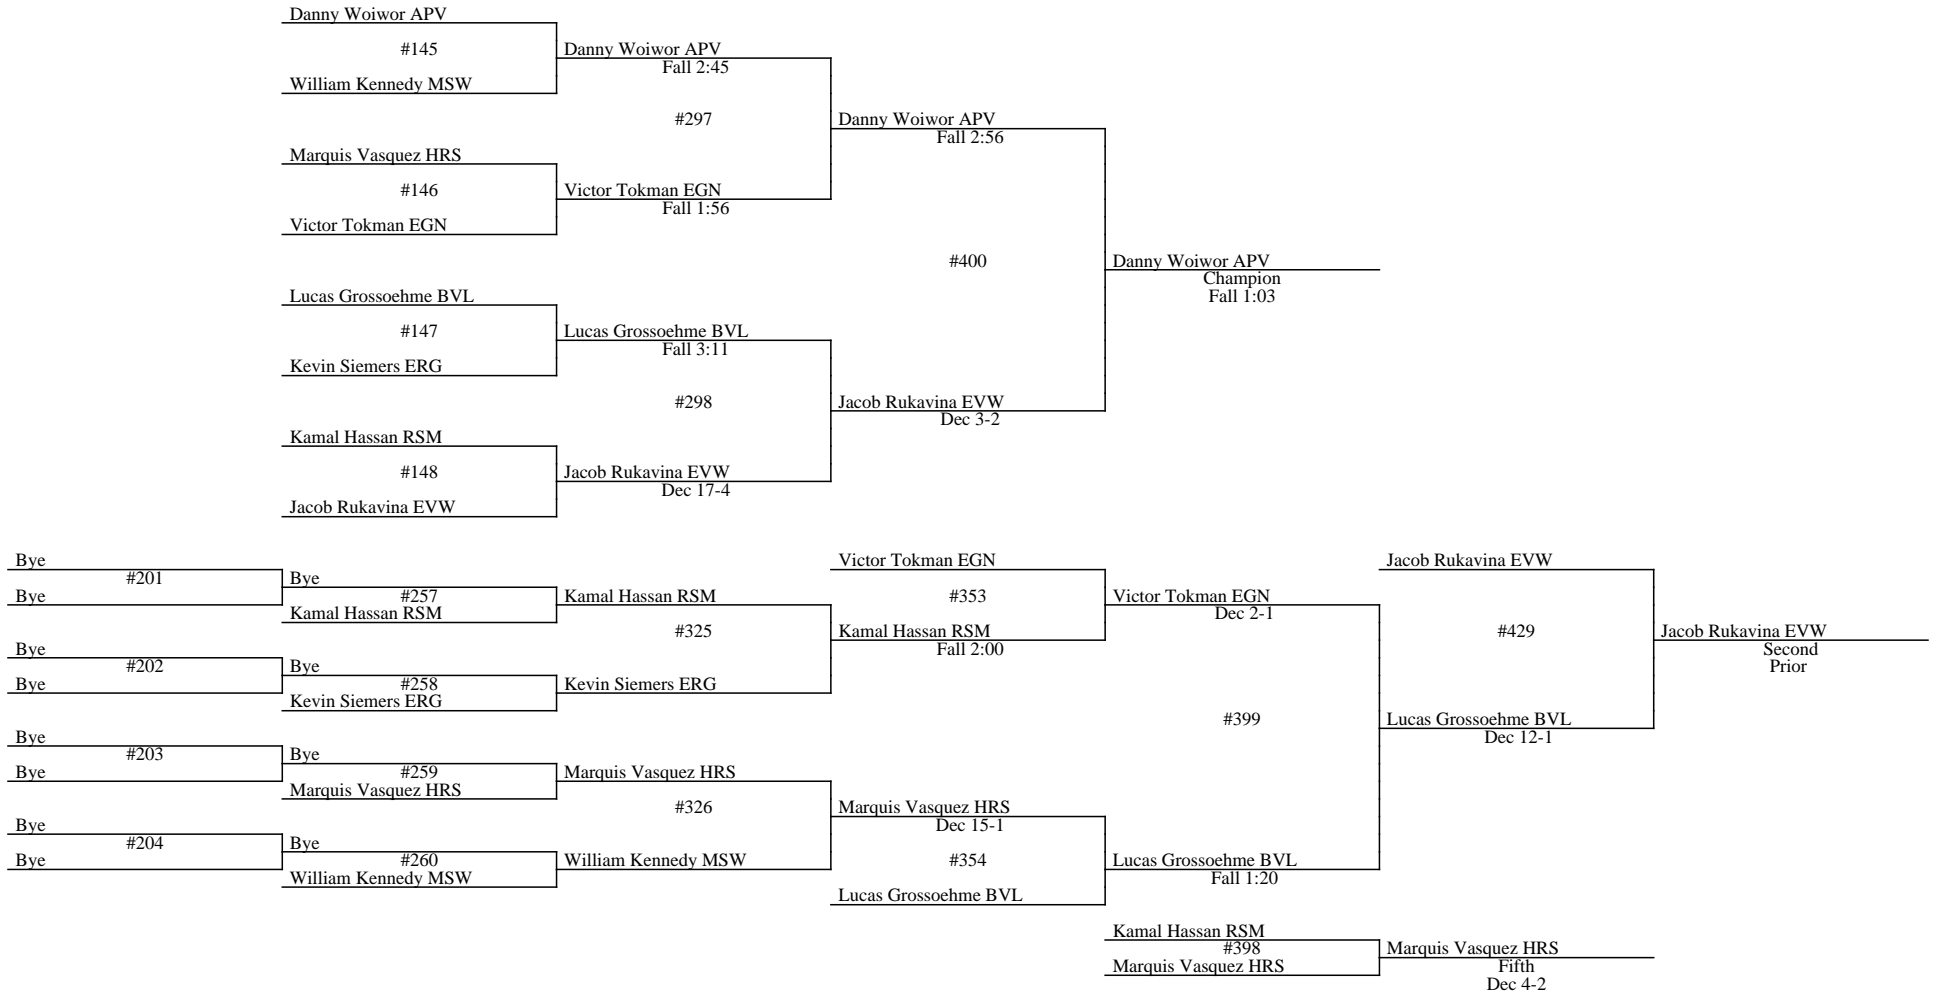 Danny Woiwor APV
#145
Danny Woiwor APV
Fall 2:45
William Kennedy MSW
#297
Danny Woiwor APV
Fall 2:56
Marquis Vasquez HRS
#146
Victor Tokman EGN
Fall 1:56
Victor Tokman EGN
#400
Danny Woiwor APV
Champion
Fall 1:03
Lucas Grossoehme BVL
#147
Lucas Grossoehme BVL
Fall 3:11
Kevin Siemers ERG
#298
Jacob Rukavina EVW
Dec 3-2
Kamal Hassan RSM
#148
Jacob Rukavina EVW
Dec 17-4
Jacob Rukavina EVW
Bye
#201
Bye
Bye
#257
Kamal Hassan RSM
Kamal Hassan RSM
#325
Bye
#202
Bye
Bye
#258
Kevin Siemers ERG
Kevin Siemers ERG
Victor Tokman EGN
#353
Kamal Hassan RSM
Fall 2:00
Victor Tokman EGN
Dec 2-1
#399
Jacob Rukavina EVW
#429
Jacob Rukavina EVW
Second
Prior
Lucas Grossoehme BVL
Dec 12-1
Bye
#203
Bye
Bye
#259
Marquis Vasquez HRS
Marquis Vasquez HRS
#326
Bye
#204
Bye
Bye
#260
William Kennedy MSW
William Kennedy MSW
Marquis Vasquez HRS
Dec 15-1
#354
Lucas Grossoehme BVL
Lucas Grossoehme BVL
Fall 1:20
Kamal Hassan RSM
#398
Marquis Vasquez HRS
Marquis Vasquez HRS
Fifth
Dec 4-2